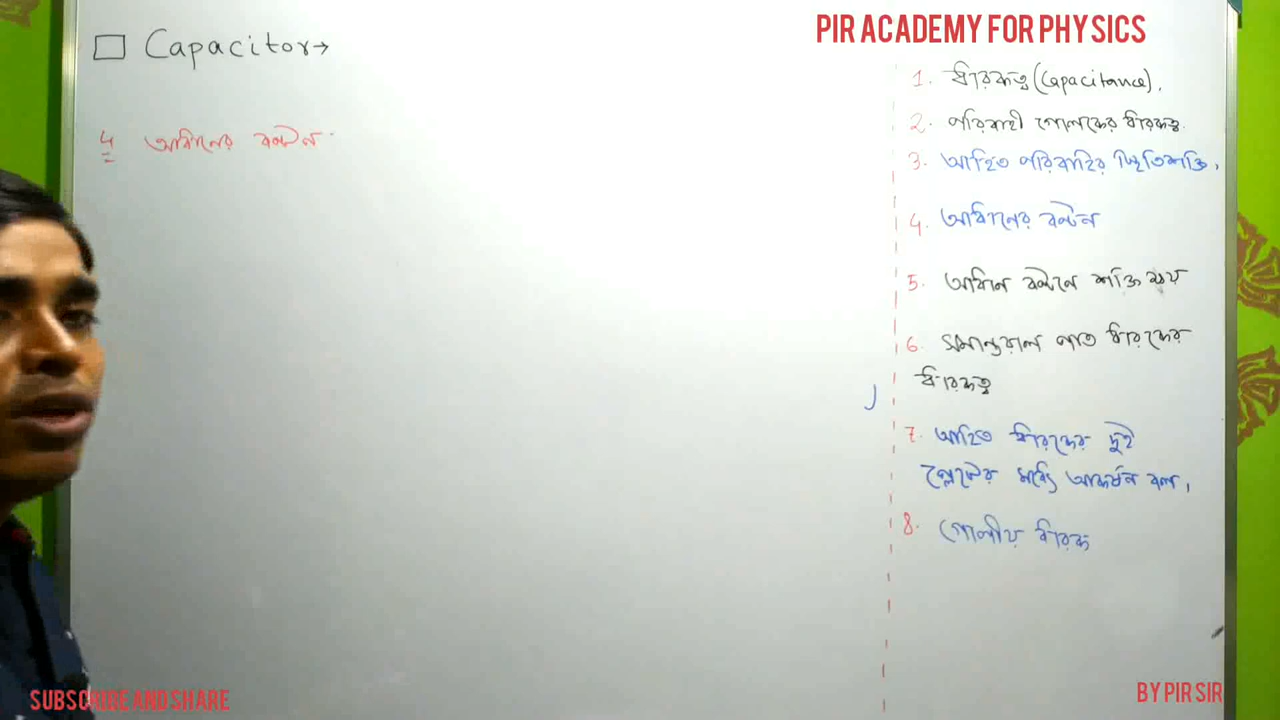 Capacitor→
PIR ACADEMY FOR PHYSICS
4 আধানের বন্টন
1. ধারকত্ব (Capacitance).
2. পরিবাহী গোলকের ধারকত্ব.
3. আহিত পরিবাহির স্থিতিশক্তি,
4. আধানের বন্টন
5. আধান বন্টনে শক্তি ক্ষয়
6. সমান্তরাল পাত ধারকের
ধারকত্ব
7. আহিত ধারকের দুই
প্লেটের মধ্যে আকর্ষন বল,
8. গোলীয় ধারক
SUBSCRIBE AND SHARE
BY PIR SIR